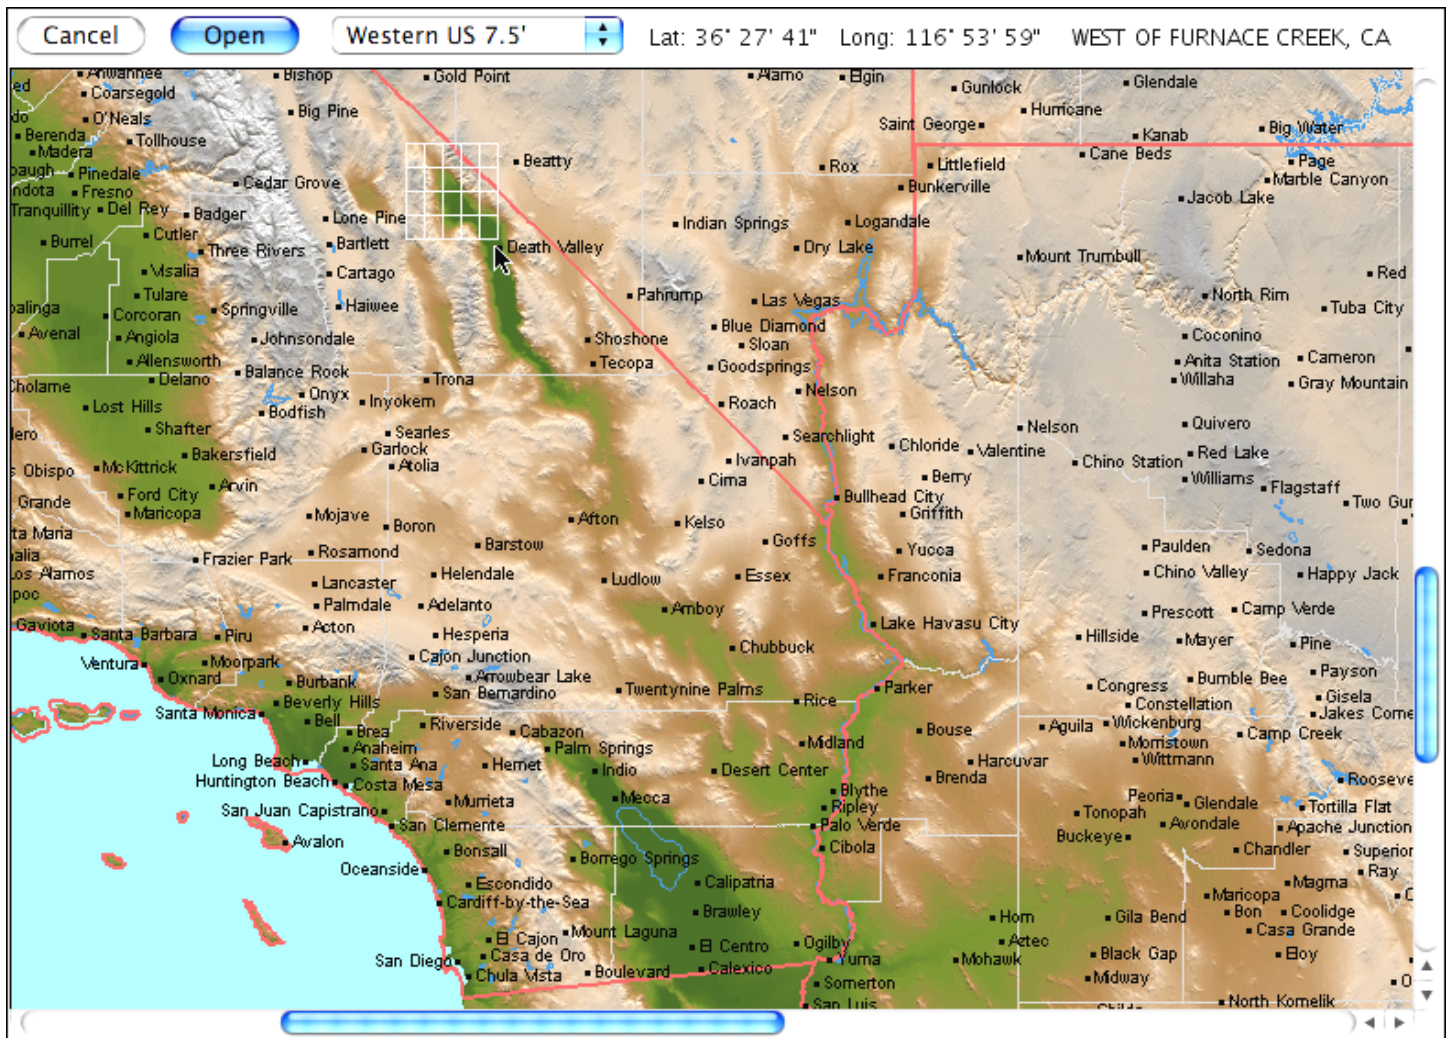 Cancel Open Western US 7.5' Lat: 36° 27' 41" Long: 116° 53' 59" WEST OF FURNACE CREEK, CA
Ahwahnee Bishop Gold Point Alamo Elgin Glendale
Coarsegold Gunlock
O'Neals Big Pine Hurricane
Berenda Tollhouse Saint George Kanab Big Water
Madera Beatty Cane Beds
Pinedale Rox Littlefield Page
Fresno Cedar Grove Bunkerville Marble Canyon
Tranquillity Del Rey Badger Lone Pine Jacob Lake
Cutler Indian Springs Logandale
Burrel Three Rivers Bartlett Death Valley Dry Lake
Visalia Cartago Mount Trumbull Red
Tulare Pahrump North Rim
Corcoran Springville Haiwee Las Vegas Tuba City
Avenal Angiola Johnsondale Shoshone Blue Diamond Coconino
Allensworth Tecopa Sloan Anita Station Cameron
Cholame Delano Balance Rock Trona Goodsprings Willaha Gray Mountain
Onyx Inyokern Nelson
Lost Hills Bodfish Roach
Shafter Searles Searchlight Nelson Quivero
Bakersfield Garlock Chloride Valentine Red Lake
McKittrick Atolia Ivanpah Chino Station
Obispo Arvin Cima Berry Williams Flagstaff
Ford City Bullhead City Two Gun
Grande Maricopa Mojave Boron Afton Kelso Griffith
Frazier Park Rosamond Barstow Goffs Yucca Paulden Sedona
Los Alamos Lancaster Helendale Ludlow Essex Franconia Chino Valley Happy Jack
Palmdale Adelanto Amboy Prescott Camp Verde
Gaviota Santa Barbara Piru Acton Hesperia Lake Havasu City Hillside Mayer Pine
Ventura Moorpark Cajon Junction Chubbuck
Oxnard Burbank Arrowbear Lake Payson
San Bernardino Twentynine Palms Parker Congress Bumble Bee
Beverly Hills Rice Constellation Gisela
Santa Monica Bell Riverside Cabazon Bouse Aguila Wickenburg Jakes Corne
Brea Anaheim Palm Springs Midland Morristown Camp Creek
Long Beach Santa Ana Hemet Indio Desert Center Harcuvar Wittmann
Huntington Beach Costa Mesa Brenda Rooseve
Murrieta Mecca Blythe Peoria Glendale
San Juan Capistrano Ripley Tonopah Tortilla Flat
San Clemente Palo Verde Avondale Apache Junction
Avalon Bonsall Cibola Buckeye Chandler Superior
Oceanside Borrego Springs Ray
Escondido Calipatria Magma
Cardiff-by-the-Sea Brawley Maricopa
Horn Gila Bend Bon Coolidge
El Cajon Mount Laguna El Centro Ogilby Aztec Casa Grande
San Diego Casa de Oro Yuma Mohawk Black Gap Eloy
Chula Vista Boulevard Calexico Midway
Somerton
San Luis North Komelik